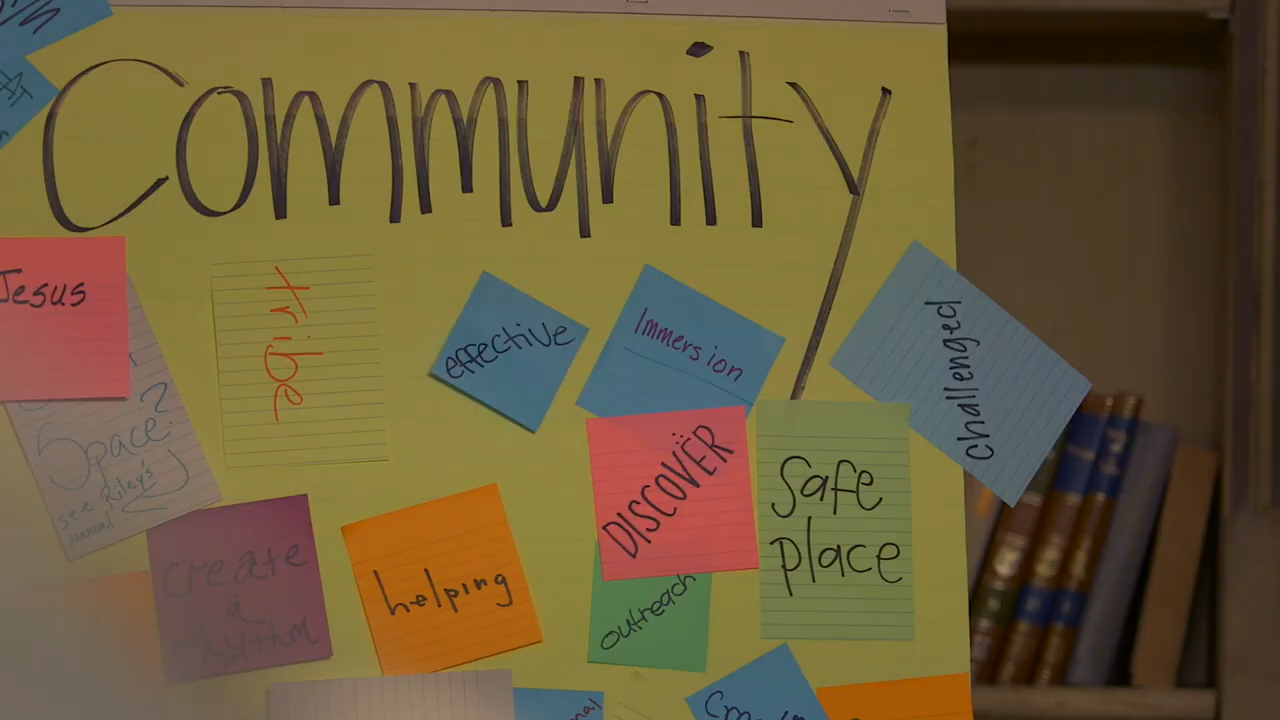 Community
Jesus
tribe
effective
Immersion
Challenged
Space?
see Riley's
manual
DISCOVER
Safe
place
create
a
rhythm
helping
outreach